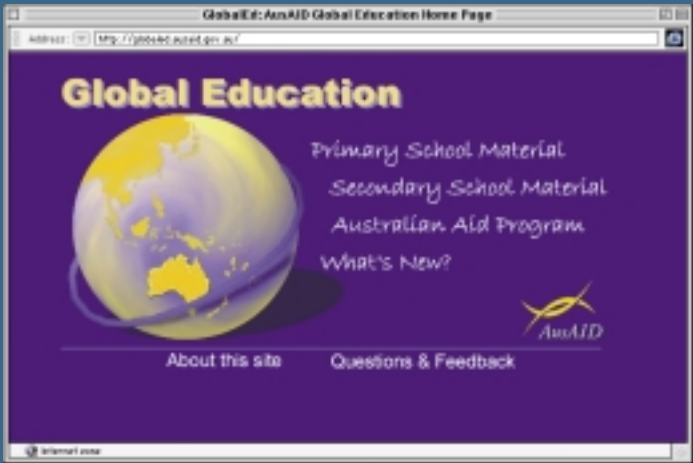 GlobalEd: AusAID Global Education Home Page
Address: http://globaled.ausaid.gov.au/
Global Education
Primary School Material
Secondary School Material
Australian Aid Program
What's New?
AusAID
About this site Questions & Feedback
Internet zone